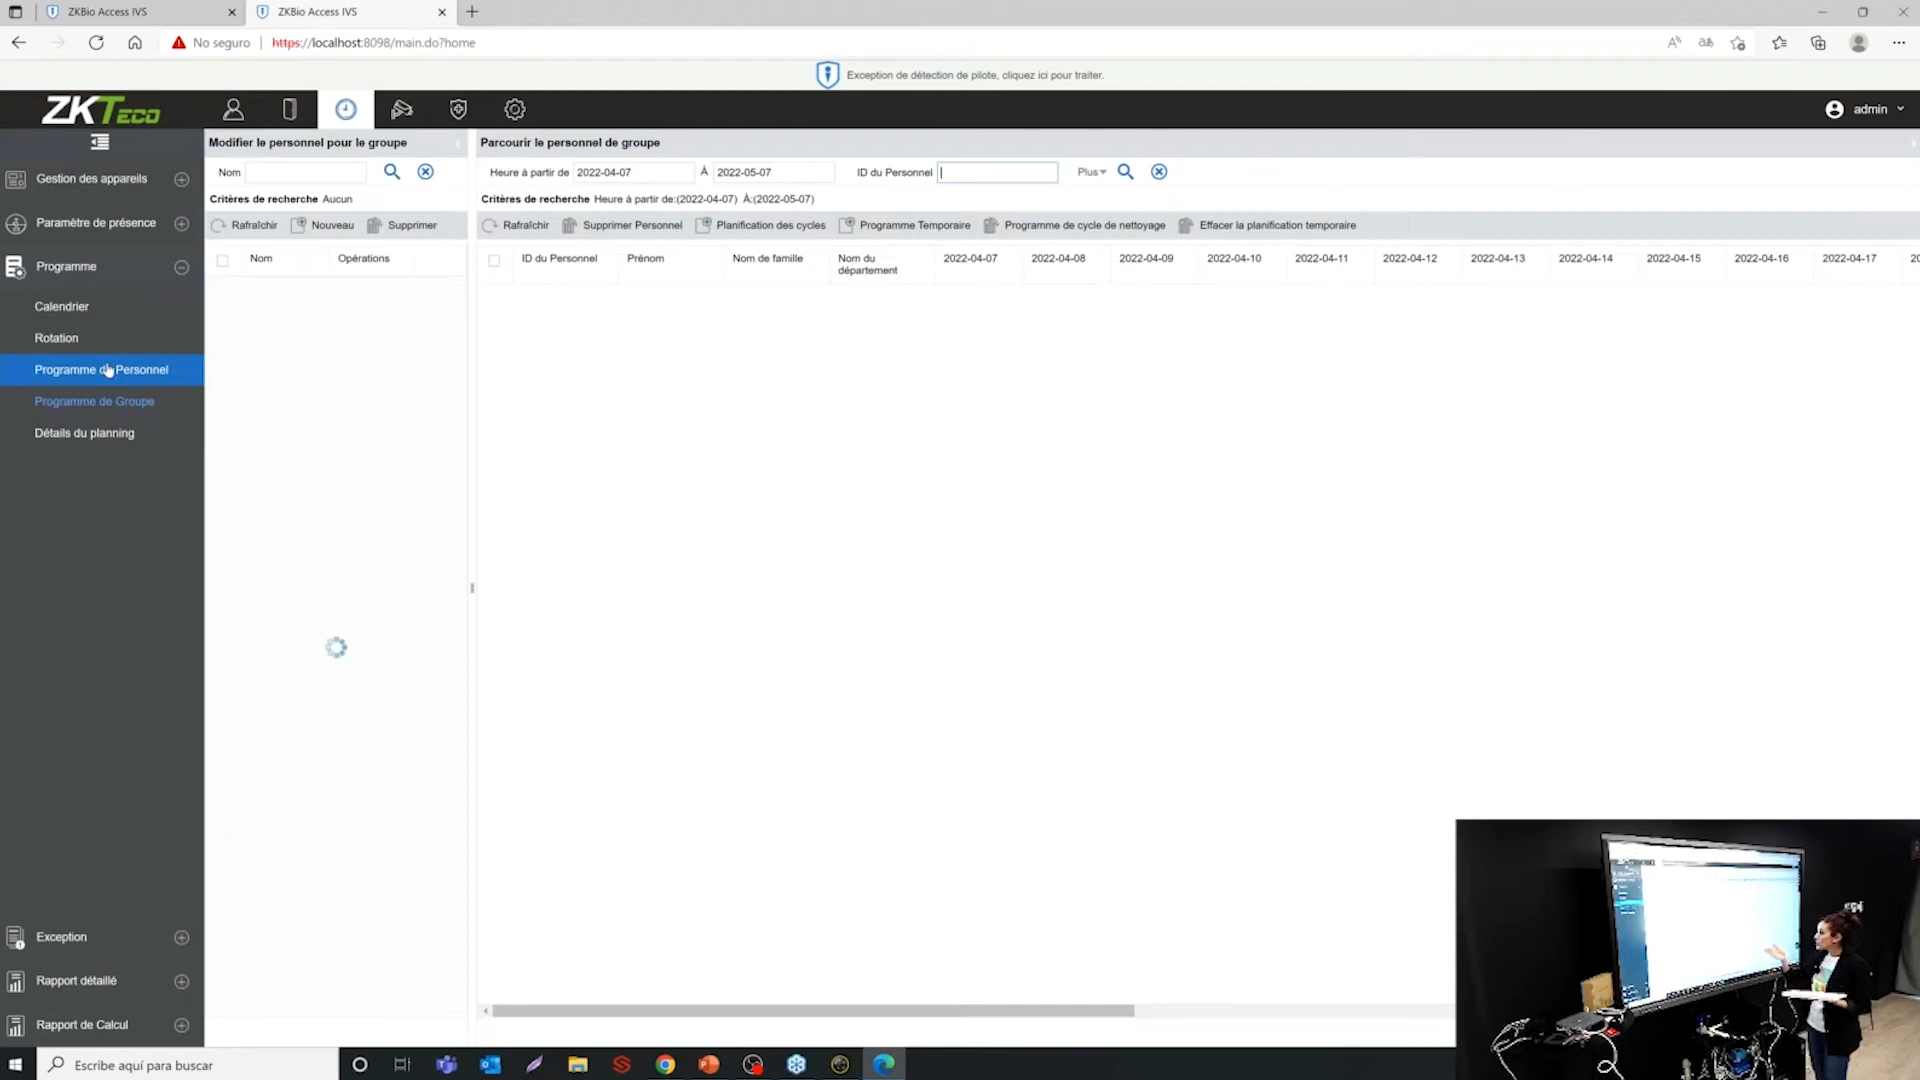 ZKBio Access IVS
ZKBio Access IVS
No seguro
https://localhost:8098/main.do?home
Exception de détection de pilote, cliquez ici pour traiter.
ZKTECO
admin
Gestion des appareils
Paramètre de présence
Programme
Calendrier
Rotation
Programme d Personnel
Programme de Groupe
Détails du planning
Exception
Rapport détaillé
Rapport de Calcul
Modifier le personnel pour le groupe
Nom
Critères de recherche Aucun
Rafraîchir Nouveau Supprimer
Nom Opérations
Parcourir le personnel de groupe
Heure à partir de 2022-04-07 À 2022-05-07 ID du Personnel Plus
Critères de recherche Heure à partir de:(2022-04-07) À:(2022-05-07)
Rafraîchir Supprimer Personnel Planification des cycles Programme Temporaire Programme de cycle de nettoyage Effacer la planification temporaire
ID du Personnel Prénom Nom de famille Nom du département 2022-04-07 2022-04-08 2022-04-09 2022-04-10 2022-04-11 2022-04-12 2022-04-13 2022-04-14 2022-04-15 2022-04-16 2022-04-17 20
Escribe aquí para buscar